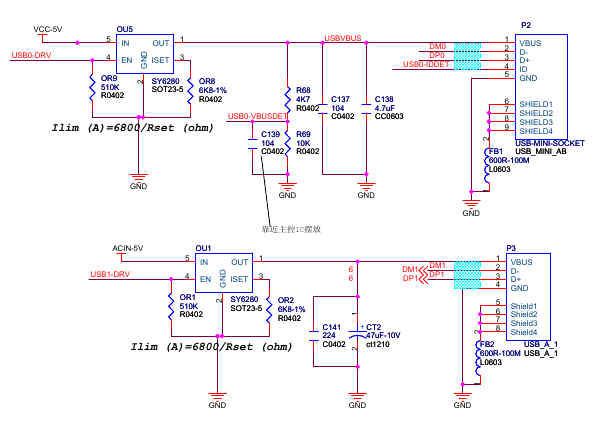 OU5
P2
VCC-5V
5 IN OUT 1
USBVBUS
1 VBUS
DM0 2 D-
USB0-DRV 4 EN ISET 3
DP0 3 D+
USB0-IDDET 4 ID
GND
5 GND
OR9
510K
R0402
2
SY6280
SOT23-5
OR8
6K8-1%
R0402
R68
4K7
R0402
C137
104
C0402
C138
4.7uF
CC0603
6 SHIELD1
7 SHIELD2
8 SHIELD3
9 SHIELD4
USB0-VBUSDET
Ilim (A)=6800/Rset (ohm)
C139
104
C0402
R69
10K
R0402
2
USB-MINI-SOCKET
USB_MINI_AB
FB1
600R-100M
L0603
1
GND
GND
GND
靠近主控IC摆放
ACIN-5V
OU1
P3
5 IN OUT 1
1 VBUS
6 DM1 DM1 2 D-
USB1-DRV 4 EN ISET 3
6 DP1 DP1 3 D+
GND
4 GND
OR1
510K
R0402
2
SY6280
SOT23-5
OR2
6K8-1%
R0402
5 Shield1
6 Shield2
7 Shield3
8 Shield4
1
C141
224
C0402
+ CT2
47uF-10V
ct1210
2
Ilim (A)=6800/Rset (ohm)
2
USB_A_1
USB_A_1
FB2
600R-100M
L0603
1
GND
GND
GND